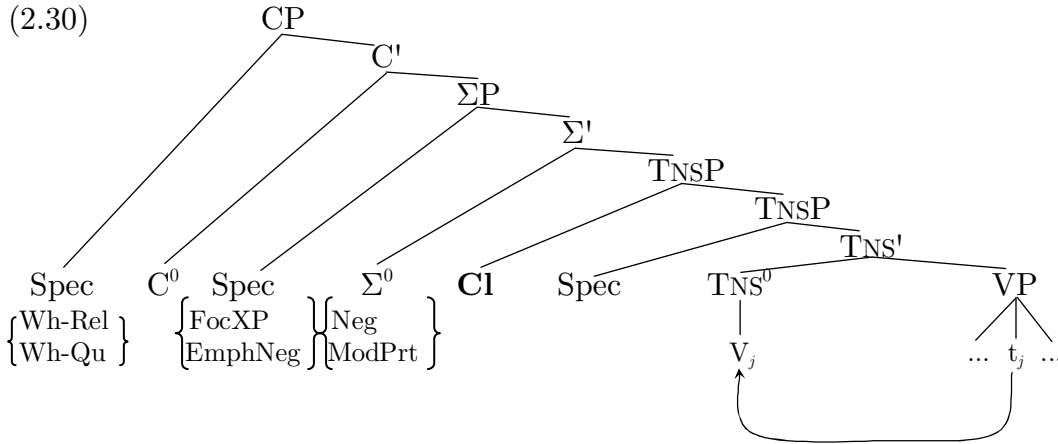 (2.30)
CP
C'
ΣP
Σ'
TNSP
TNSP
TNS'
Spec C⁰ Spec Σ⁰ Cl Spec TNS⁰ VP
Wh-Rel FocXP Neg
Wh-Qu EmphNeg ModPrt Vⱼ ... tⱼ ...